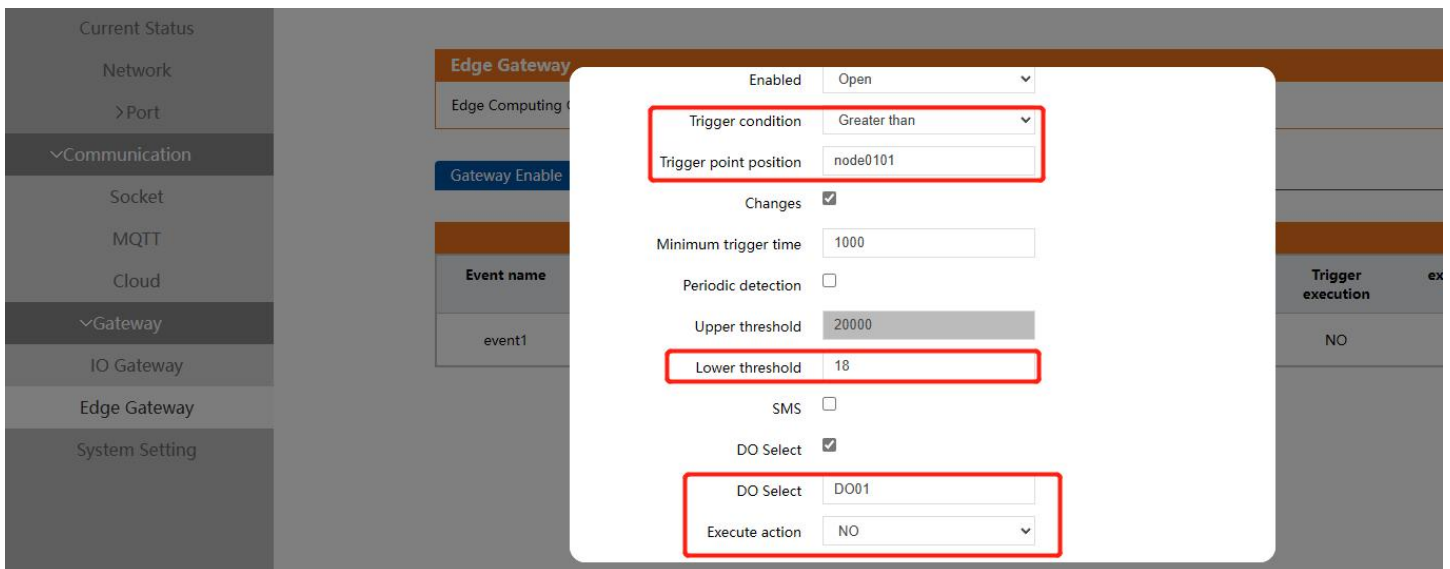 Current Status
Network
>Port
Communication
Socket
MQTT
Cloud
Gateway
IO Gateway
Edge Gateway
System Setting
Edge Gateway
Edge Computing
Gateway Enable
Event name
Trigger execution
ex
event1
NO
Enabled Open
Trigger condition Greater than
Trigger point position node0101
Changes
Minimum trigger time 1000
Periodic detection
Upper threshold 20000
Lower threshold 18
SMS
DO Select
DO Select DO01
Execute action NO